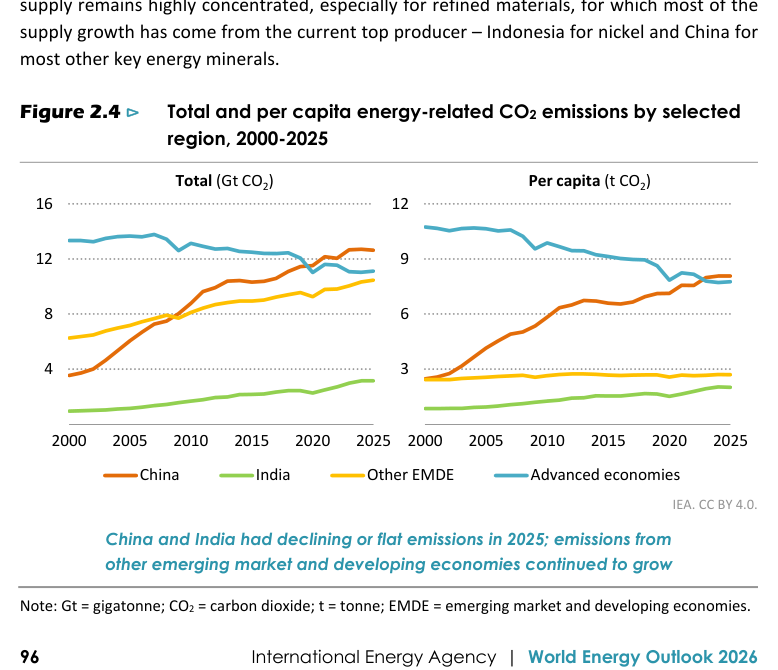 supply remains highly concentrated, especially for refined materials, for which most of the
supply growth has come from the current top producer – Indonesia for nickel and China for
most other key energy minerals.
Figure 2.4 ▷ Total and per capita energy-related CO₂ emissions by selected
region, 2000-2025
Total (Gt CO₂)
16
12
8
4
2000 2005 2010 2015 2020 2025
Per capita (t CO₂)
12
9
6
3
2000 2005 2010 2015 2020 2025
China India Other EMDE Advanced economies
IEA. CC BY 4.0.
China and India had declining or flat emissions in 2025; emissions from
other emerging market and developing economies continued to grow
Note: Gt = gigatonne; CO₂ = carbon dioxide; t = tonne; EMDE = emerging market and developing economies.
96 International Energy Agency | World Energy Outlook 2026